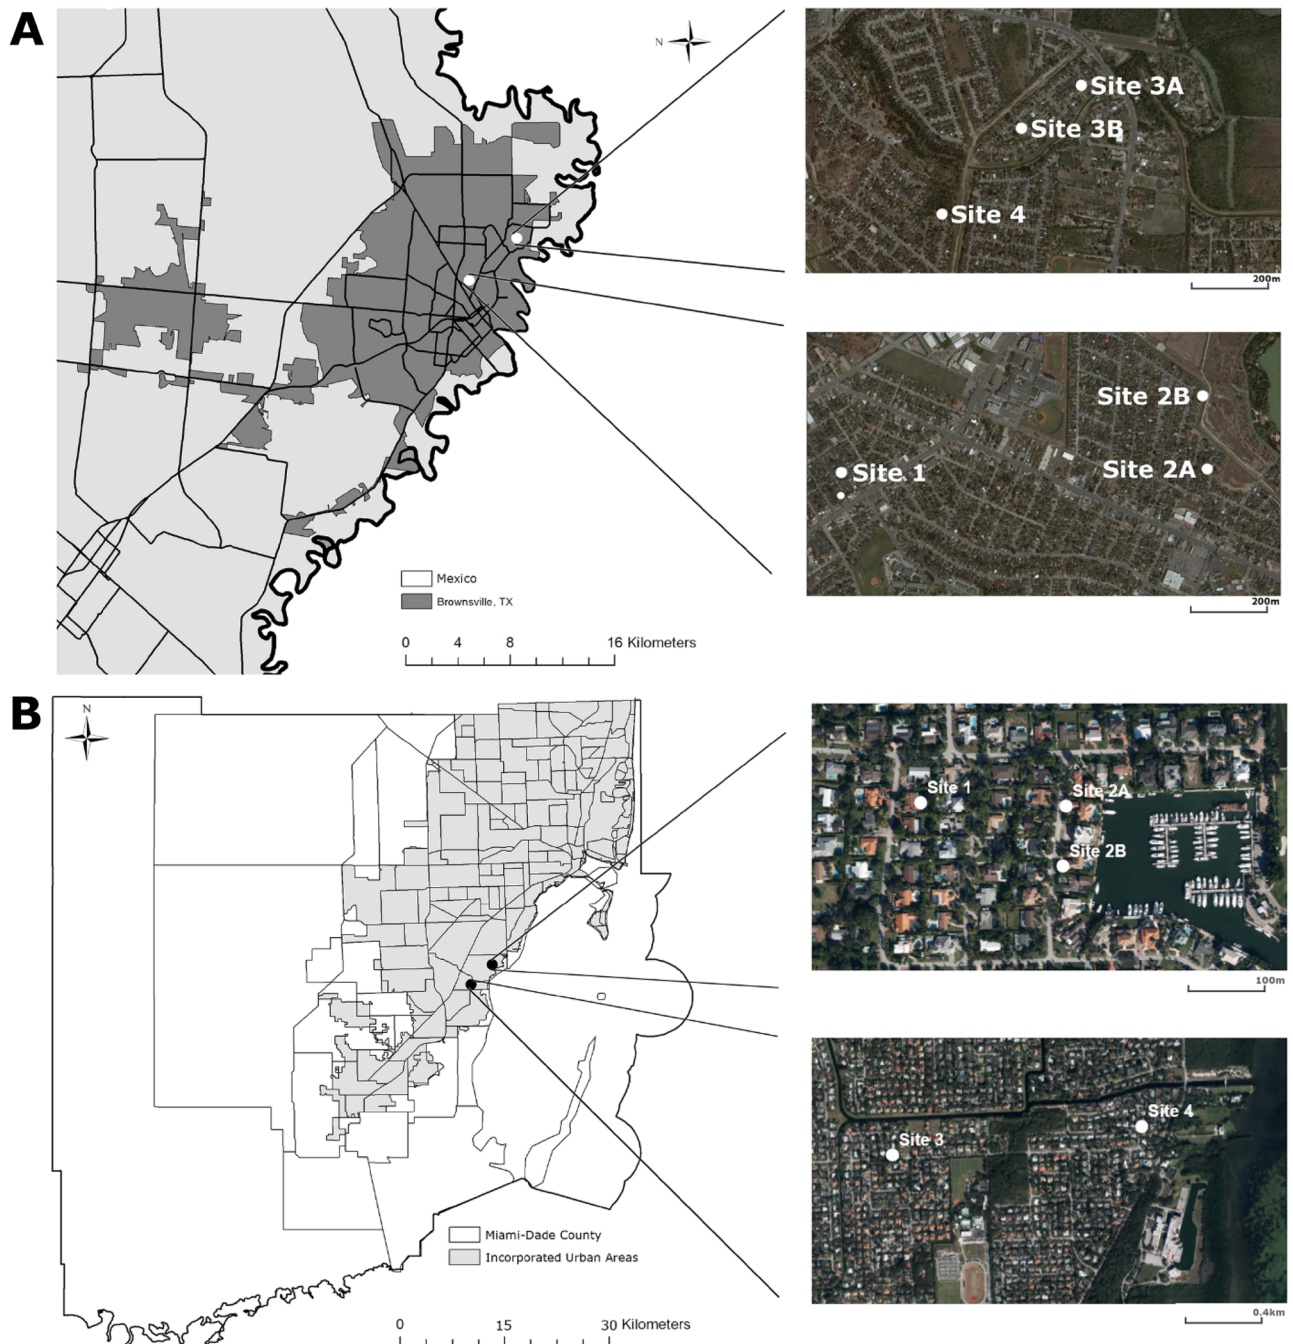 A
N
Site 3A
Site 3B
Site 4
200m
Site 2B
Site 2A
Site 1
200m
Mexico
Brownsville, TX
0 4 8 16 Kilometers
B
N
Site 1
Site 2A
Site 2B
100m
Site 4
Site 3
0.4km
Miami-Dade County
Incorporated Urban Areas
0 15 30 Kilometers